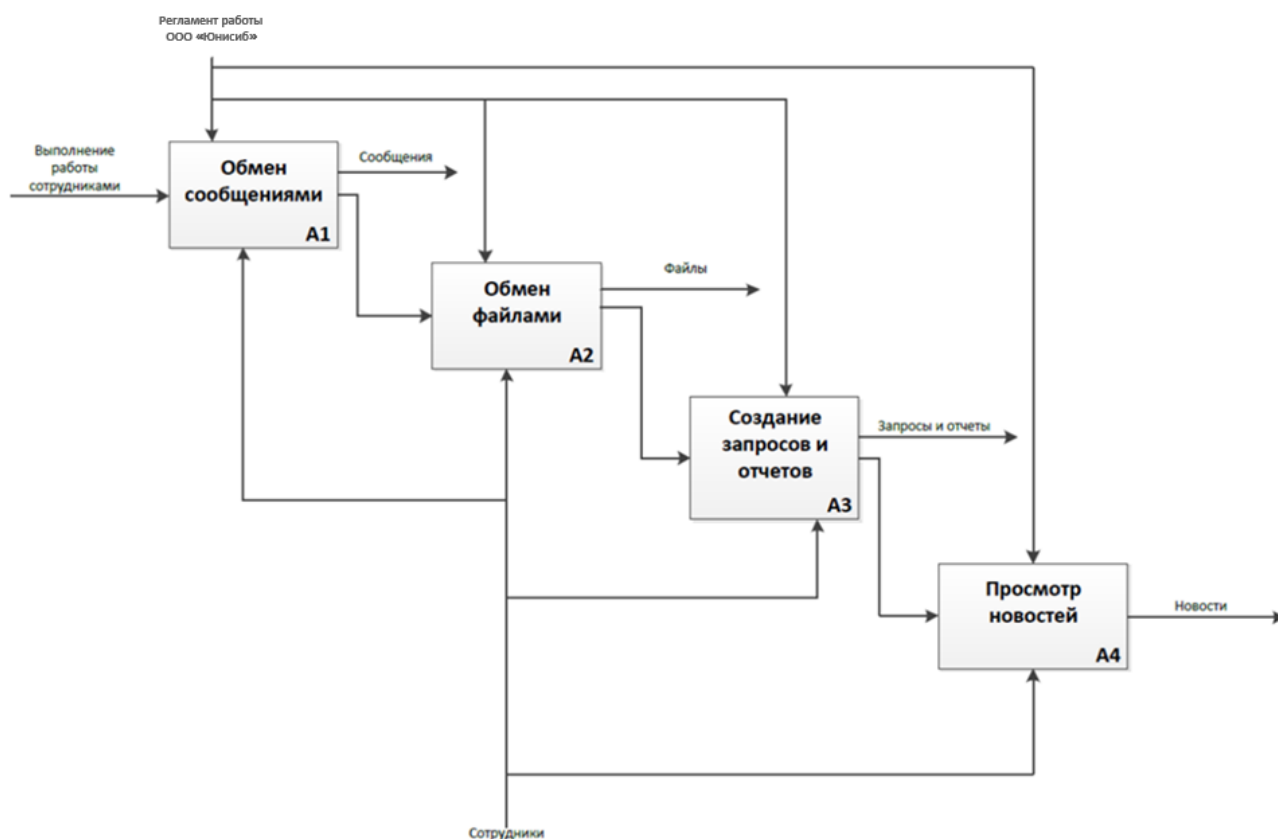 Регламент работы
ООО «Юнисиб»
Выполнение
работы
сотрудниками
Обмен
сообщениями
A1
Сообщения
Обмен
файлами
A2
Файлы
Создание
запросов и
отчетов
A3
Запросы и отчеты
Просмотр
новостей
A4
Новости
Сотрудники